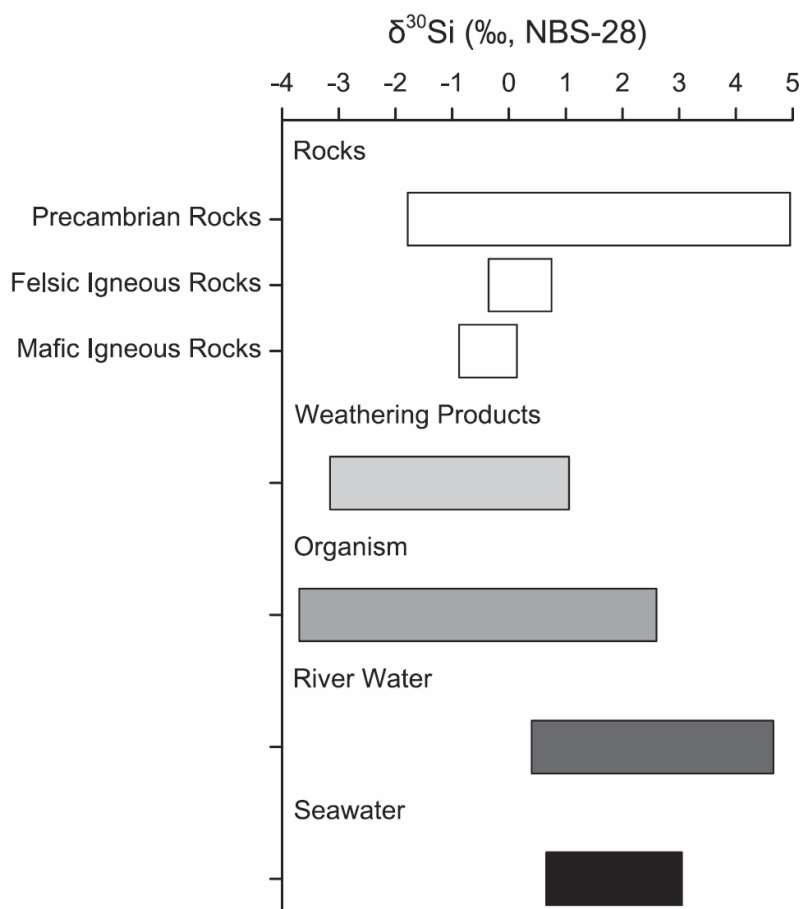 δ³⁰Si (‰, NBS-28)
-4 -3 -2 -1 0 1 2 3 4 5
Rocks
Precambrian Rocks
Felsic Igneous Rocks
Mafic Igneous Rocks
Weathering Products
Organism
River Water
Seawater